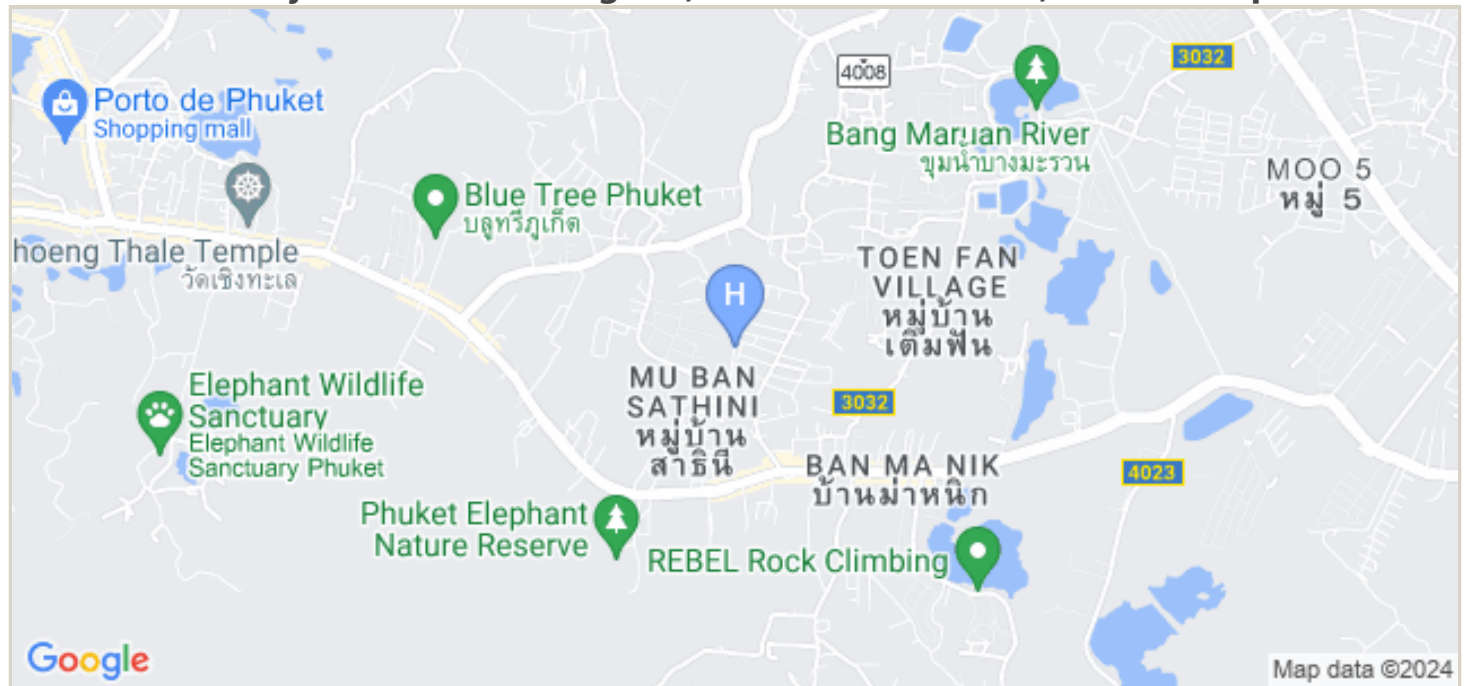 4008
3032
Porto de Phuket
Shopping mall
Bang Maruan River
ขุมน้ำบางมะรวน
MOO 5
หมู่ 5
Blue Tree Phuket
บลูทรีภูเก็ต
hoeng Thale Temple
วัดเชิงทะเล
TOEN FAN
VILLAGE
หมู่บ้าน
เติมฟัน
H
MU BAN
SATHINI
หมู่บ้าน
สาธินี
Elephant Wildlife
Sanctuary
Elephant Wildlife
Sanctuary Phuket
3032
BAN MA NIK
บ้านม่าหนิก
4023
Phuket Elephant
Nature Reserve
REBEL Rock Climbing
Google
Map data ©2024